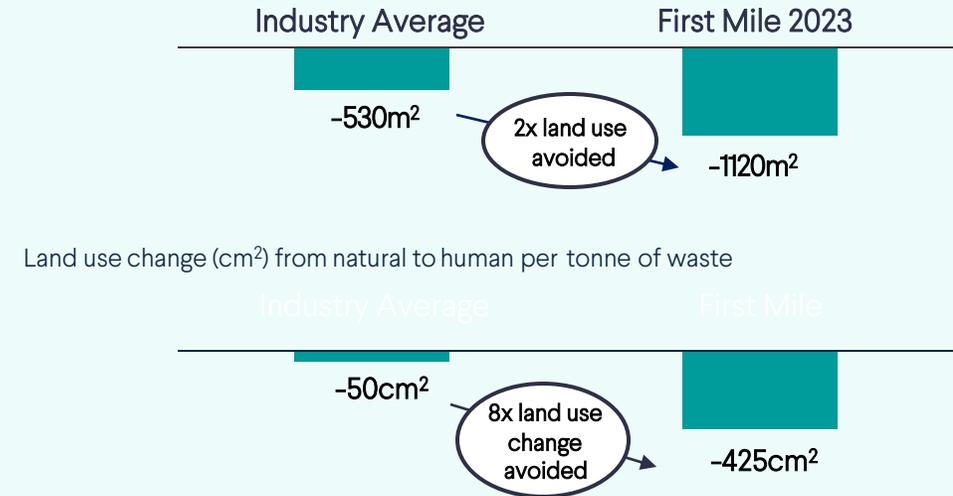 Industry Average First Mile 2023
-530m²
2x land use
avoided
-1120m²
Land use change (cm²) from natural to human per tonne of waste
Industry Average First Mile
-50cm²
8x land use
change
avoided
-425cm²